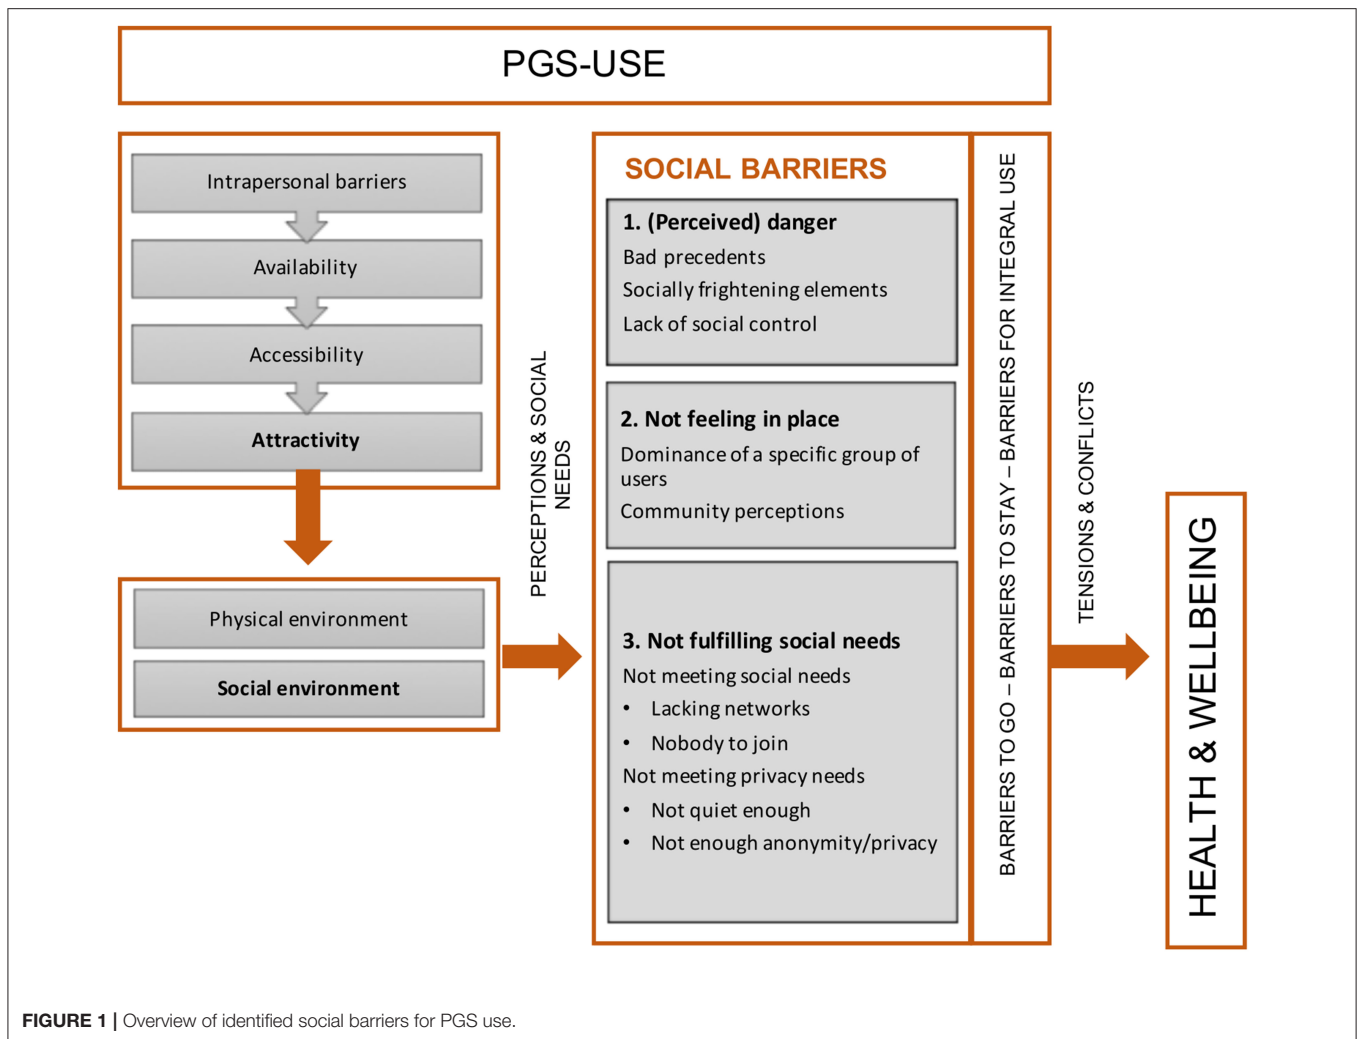 PGS-USE
Intrapersonal barriers
Availability
Accessibility
Attractivity
Physical environment
Social environment
PERCEPTIONS & SOCIAL
NEEDS
SOCIAL BARRIERS
1. (Perceived) danger
Bad precedents
Socially frightening elements
Lack of social control
2. Not feeling in place
Dominance of a specific group of
users
Community perceptions
3. Not fulfilling social needs
Not meeting social needs
• Lacking networks
• Nobody to join
Not meeting privacy needs
• Not quiet enough
• Not enough anonymity/privacy
BARRIERS TO GO – BARRIERS TO STAY – BARRIERS FOR INTEGRAL USE
TENSIONS & CONFLICTS
HEALTH & WELLBEING
FIGURE 1 | Overview of identified social barriers for PGS use.